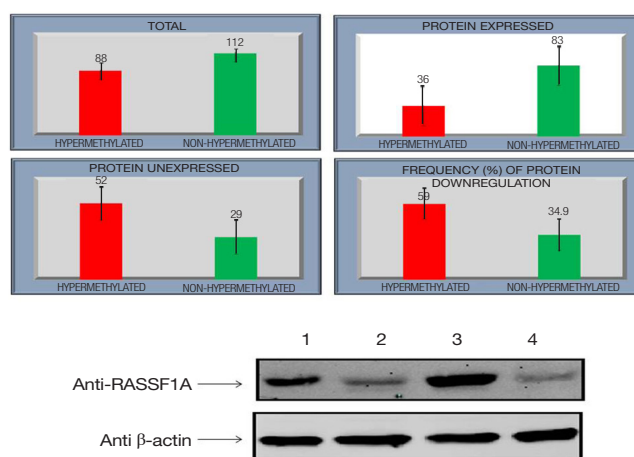 TOTAL
88
112
HYPERMETHYLATED
NON-HYPERMETHYLATED
PROTEIN EXPRESSED
36
83
HYPERMETHYLATED
NON-HYPERMETHYLATED
PROTEIN UNEXPRESSED
52
29
HYPERMETHYLATED
NON-HYPERMETHYLATED
FREQUENCY (%) OF PROTEIN
DOWNREGULATION
59
34.9
HYPERMETHYLATED
NON-HYPERMETHYLATED
1 2 3 4
Anti-RASSF1A
Anti β-actin